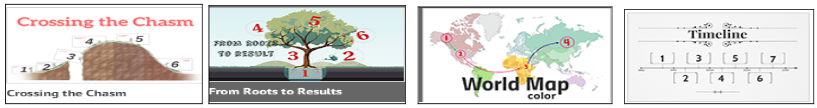 Crossing the Chasm
1 2 3 4 5 6
Crossing the Chasm
FROM ROOTS
TO RESULT
1 2 3 4 5 6
From Roots to Results
1 2 3 4
World Map
color
Timeline
1 3 5 7
2 4 6